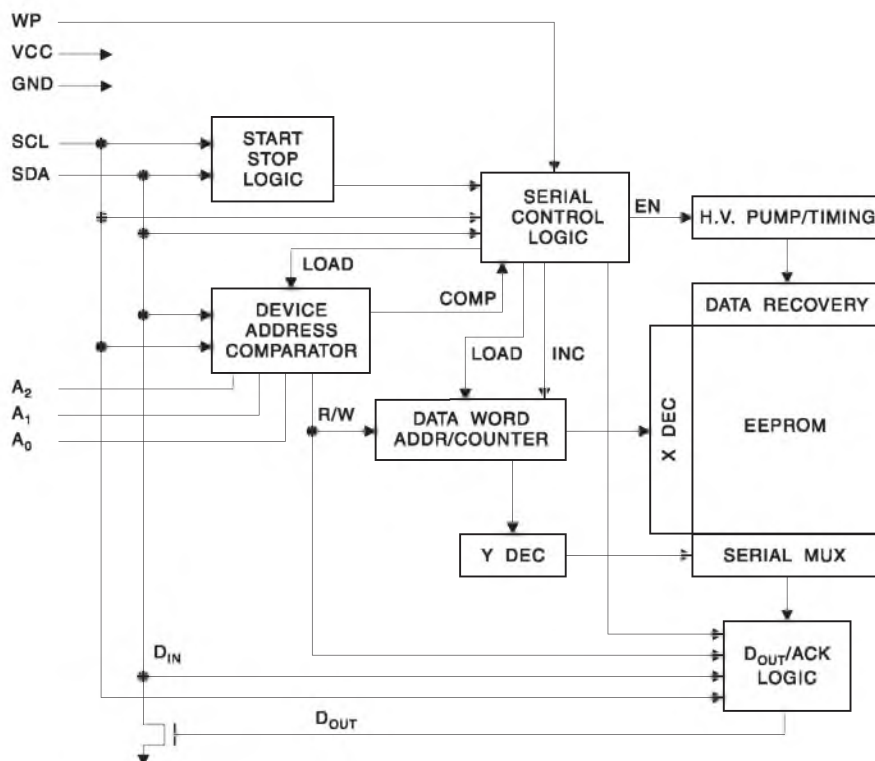 WP
VCC
GND
SCL
SDA
START
STOP
LOGIC
SERIAL
CONTROL
LOGIC
EN
H.V. PUMP/TIMING
LOAD
COMP
DEVICE
ADDRESS
COMPARATOR
LOAD
INC
DATA RECOVERY
A2
A1
A0
R/W
DATA WORD
ADDR/COUNTER
X DEC
EEPROM
Y DEC
SERIAL MUX
DIN
DOUT/ACK
LOGIC
DOUT